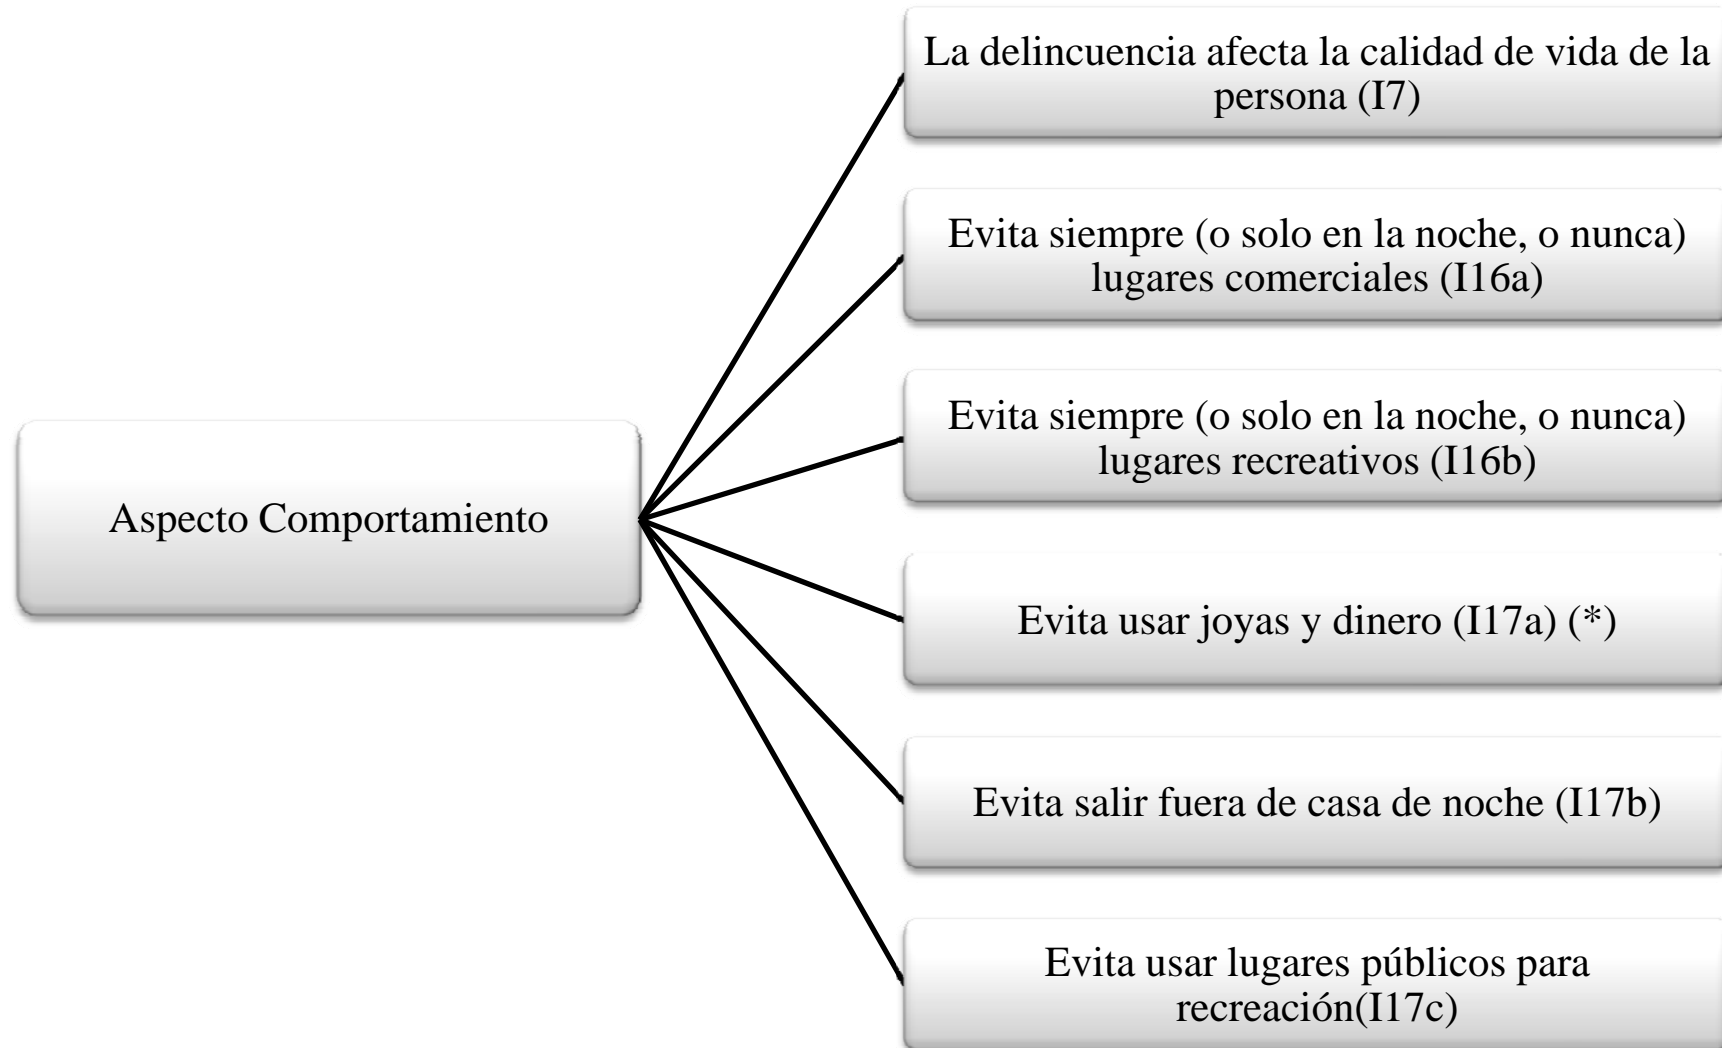 La delincuencia afecta la calidad de vida de la
persona (I7)
Evita siempre (o solo en la noche, o nunca)
lugares comerciales (I16a)
Evita siempre (o solo en la noche, o nunca)
lugares recreativos (I16b)
Aspecto Comportamiento
Evita usar joyas y dinero (I17a) (*)
Evita salir fuera de casa de noche (I17b)
Evita usar lugares públicos para
recreación(I17c)